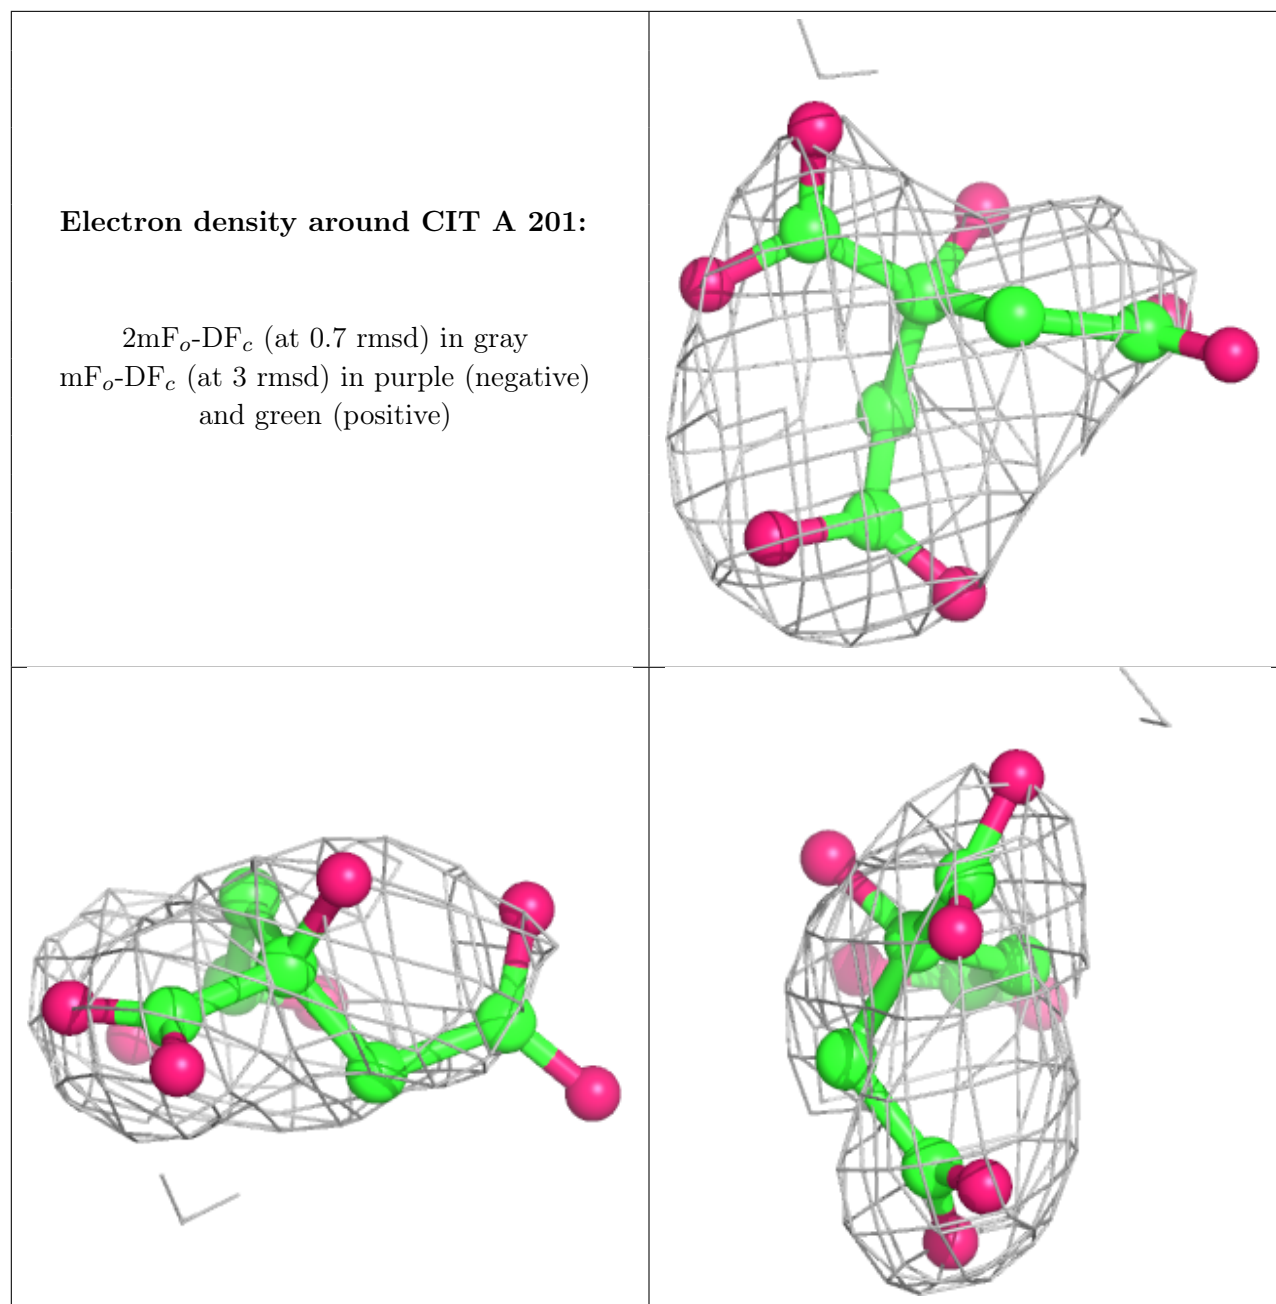 Electron density around CIT A 201:
2mFo-DFc (at 0.7 rmsd) in gray
mFo-DFc (at 3 rmsd) in purple (negative)
and green (positive)